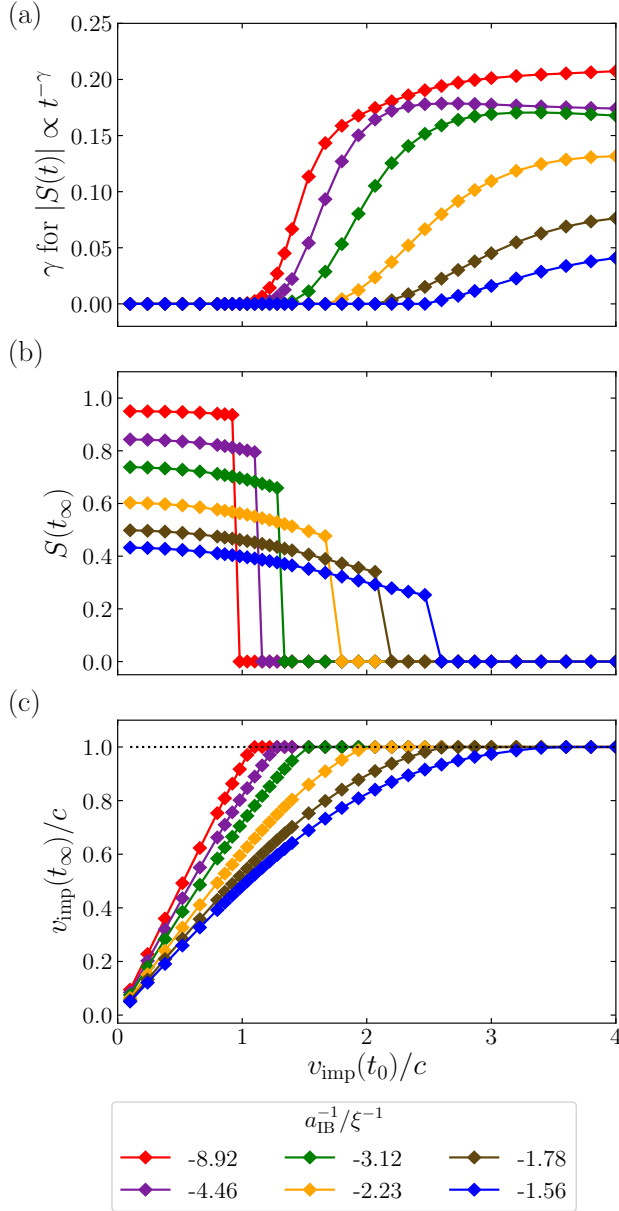 (a)
γ for |S(t)| ∝ t^{-γ}
0.25
0.20
0.15
0.10
0.05
0.00
(b)
S(t_∞)
1.0
0.8
0.6
0.4
0.2
0.0
(c)
v_imp(t_∞)/c
1.0
0.8
0.6
0.4
0.2
0.0
0 1 2 3 4
v_imp(t_0)/c
a_IB^{-1}/ξ^{-1}
-8.92 -3.12 -1.78
-4.46 -2.23 -1.56